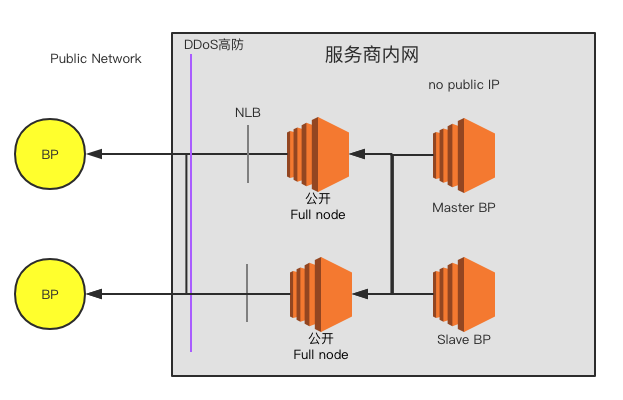 DDoS高防
服务商内网
Public Network
no public IP
NLB
BP
公开
Full node
Master BP
BP
公开
Full node
Slave BP